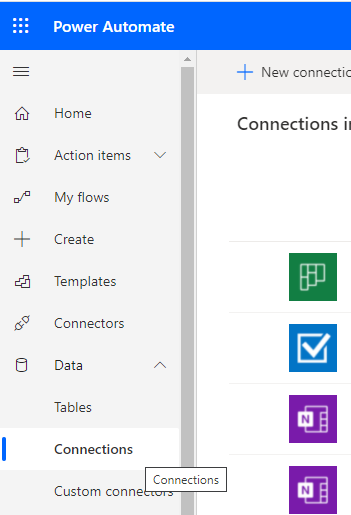 Power Automate
New connectio
Connections i
Home
Action items
My flows
Create
Templates
Connectors
Data
Tables
Connections
Connections
Custom connectors
N
N